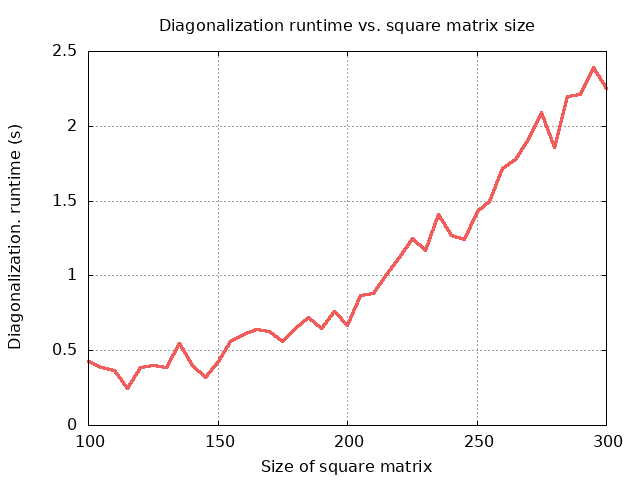 Diagonalization runtime vs. square matrix size
2.5
2
1.5
1
0.5
0
Diagonalization. runtime (s)
100 150 200 250 300
Size of square matrix